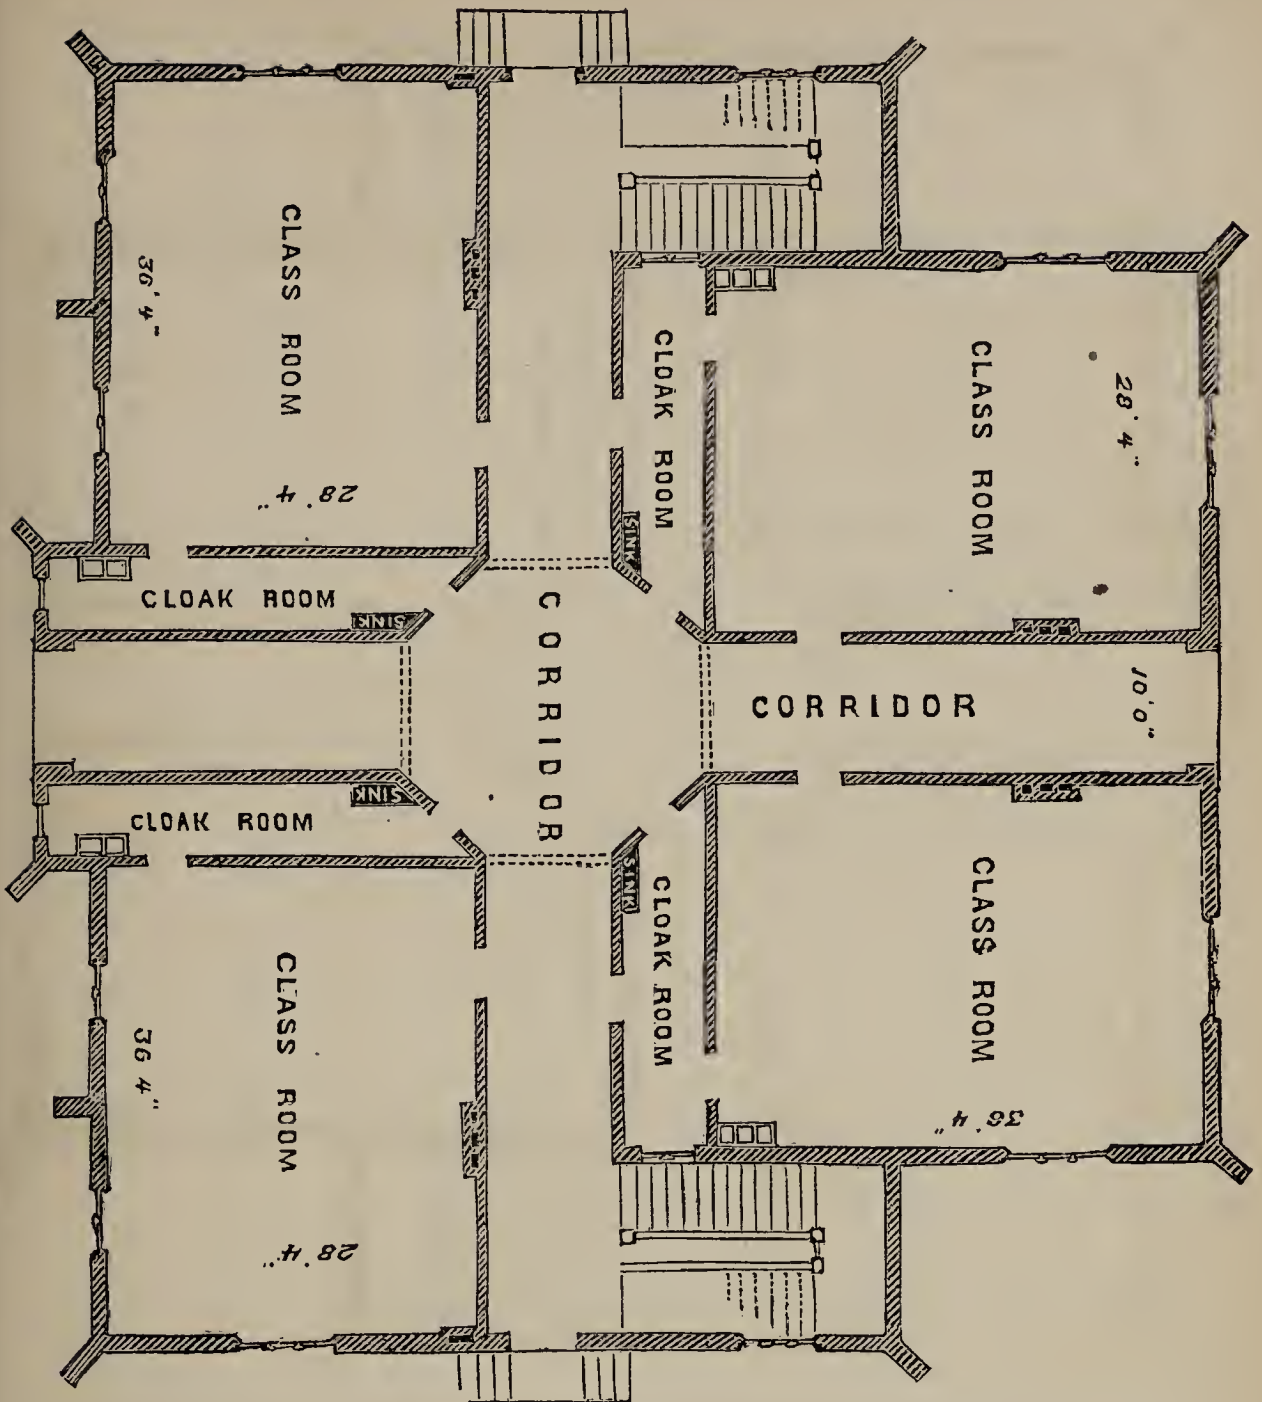 CLASS ROOM
36' 4"
28' 4"
CLOAK ROOM
SINK
CLOAK ROOM
SINK
CLASS ROOM
28' 4"
CORRIDOR
CORRIDOR
10' 0"
CLOAK ROOM
SINK
CLOAK ROOM
SINK
CLASS ROOM
36 4"
28' 4"
CLASS ROOM
36' 4"